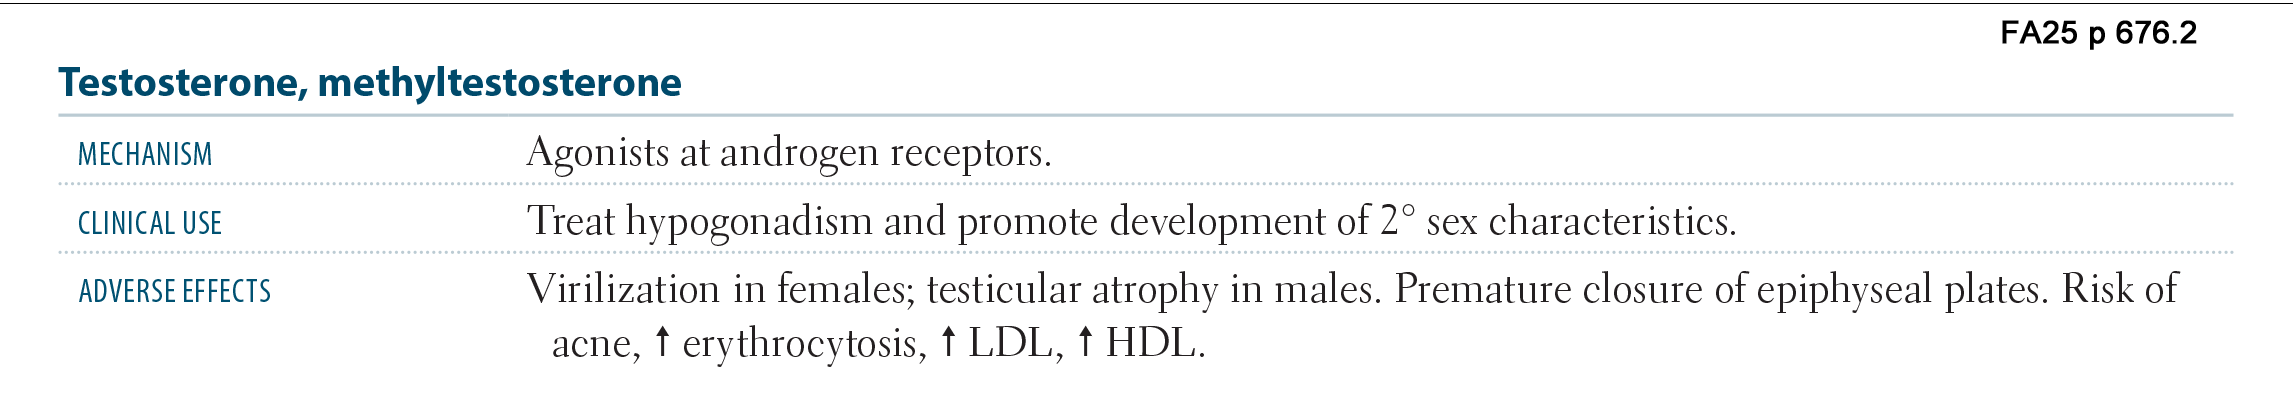 FA25 p 676.2
Testosterone, methyltestosterone
MECHANISM Agonists at androgen receptors.
CLINICAL USE Treat hypogonadism and promote development of 2° sex characteristics.
ADVERSE EFFECTS Virilization in females; testicular atrophy in males. Premature closure of epiphyseal plates. Risk of
acne, ↑ erythrocytosis, ↑ LDL, ↑ HDL.